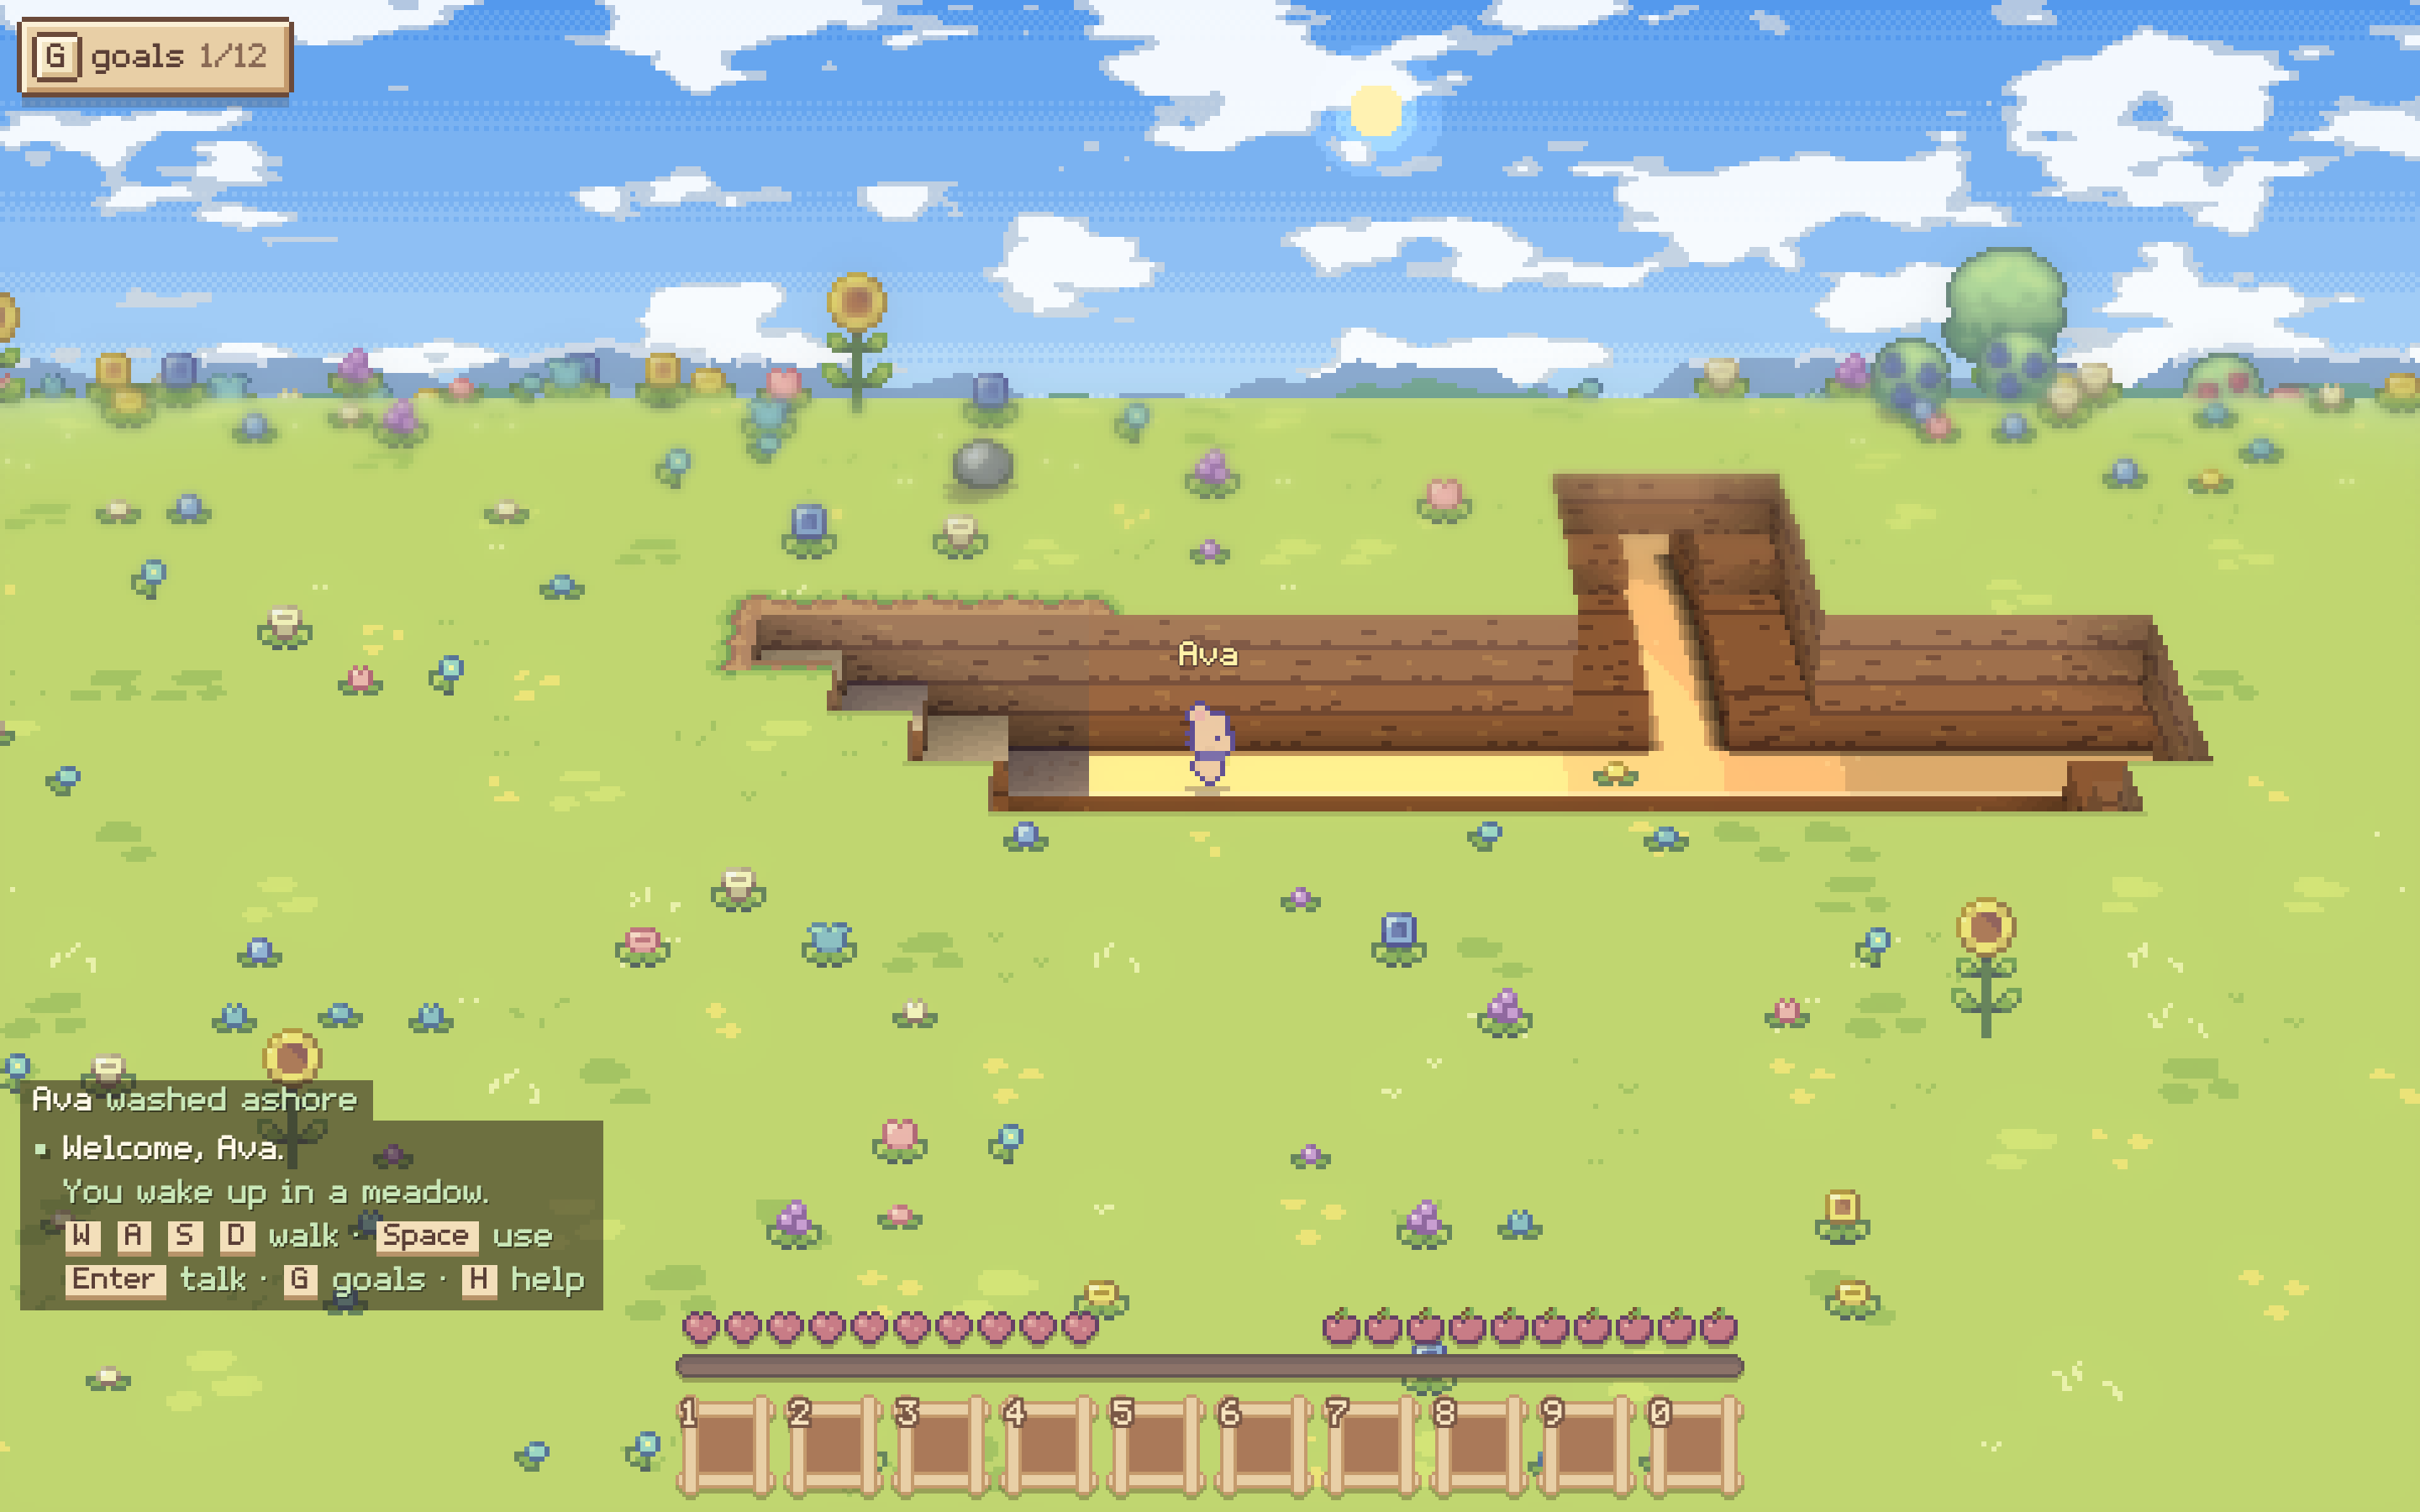 G goals 1/12
Ava
Ava washed ashore
Welcome, Ava.
You wake up in a meadow.
W A S D walk · Space use
Enter talk · G goals · H help
1 2 3 4 5 6 7 8 9 0